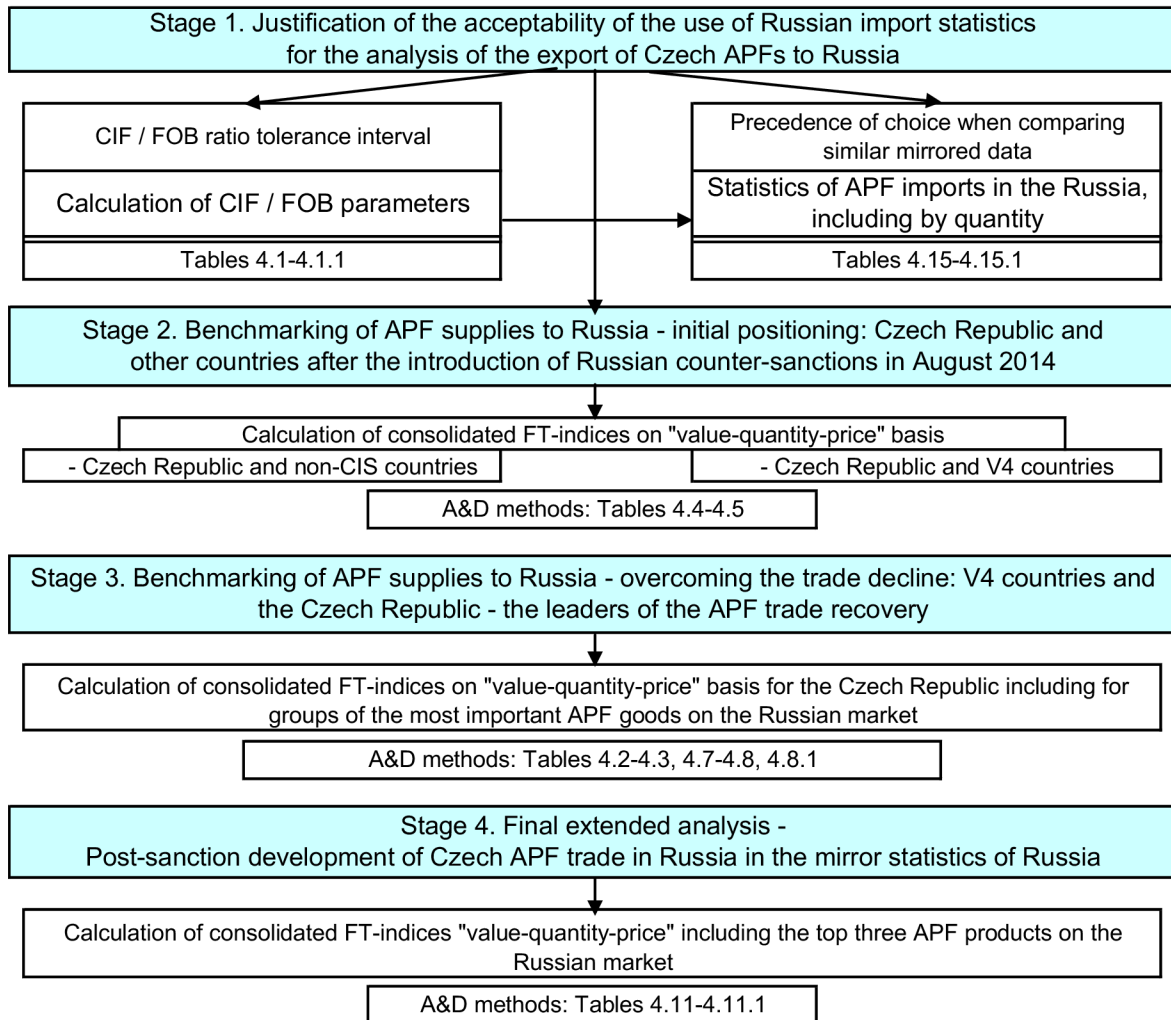 Stage 1. Justification of the acceptability of the use of Russian import statistics
for the analysis of the export of Czech APFs to Russia
CIF / FOB ratio tolerance interval
Calculation of CIF / FOB parameters
Tables 4.1-4.1.1
Precedence of choice when comparing
similar mirrored data
Statistics of APF imports in the Russia,
including by quantity
Tables 4.15-4.15.1
Stage 2. Benchmarking of APF supplies to Russia - initial positioning: Czech Republic and
other countries after the introduction of Russian counter-sanctions in August 2014
Calculation of consolidated FT-indices on "value-quantity-price" basis
- Czech Republic and non-CIS countries
- Czech Republic and V4 countries
A&D methods: Tables 4.4-4.5
Stage 3. Benchmarking of APF supplies to Russia - overcoming the trade decline: V4 countries and
the Czech Republic - the leaders of the APF trade recovery
Calculation of consolidated FT-indices on "value-quantity-price" basis for the Czech Republic including for
groups of the most important APF goods on the Russian market
A&D methods: Tables 4.2-4.3, 4.7-4.8, 4.8.1
Stage 4. Final extended analysis -
Post-sanction development of Czech APF trade in Russia in the mirror statistics of Russia
Calculation of consolidated FT-indices "value-quantity-price" including the top three APF products on the
Russian market
A&D methods: Tables 4.11-4.11.1